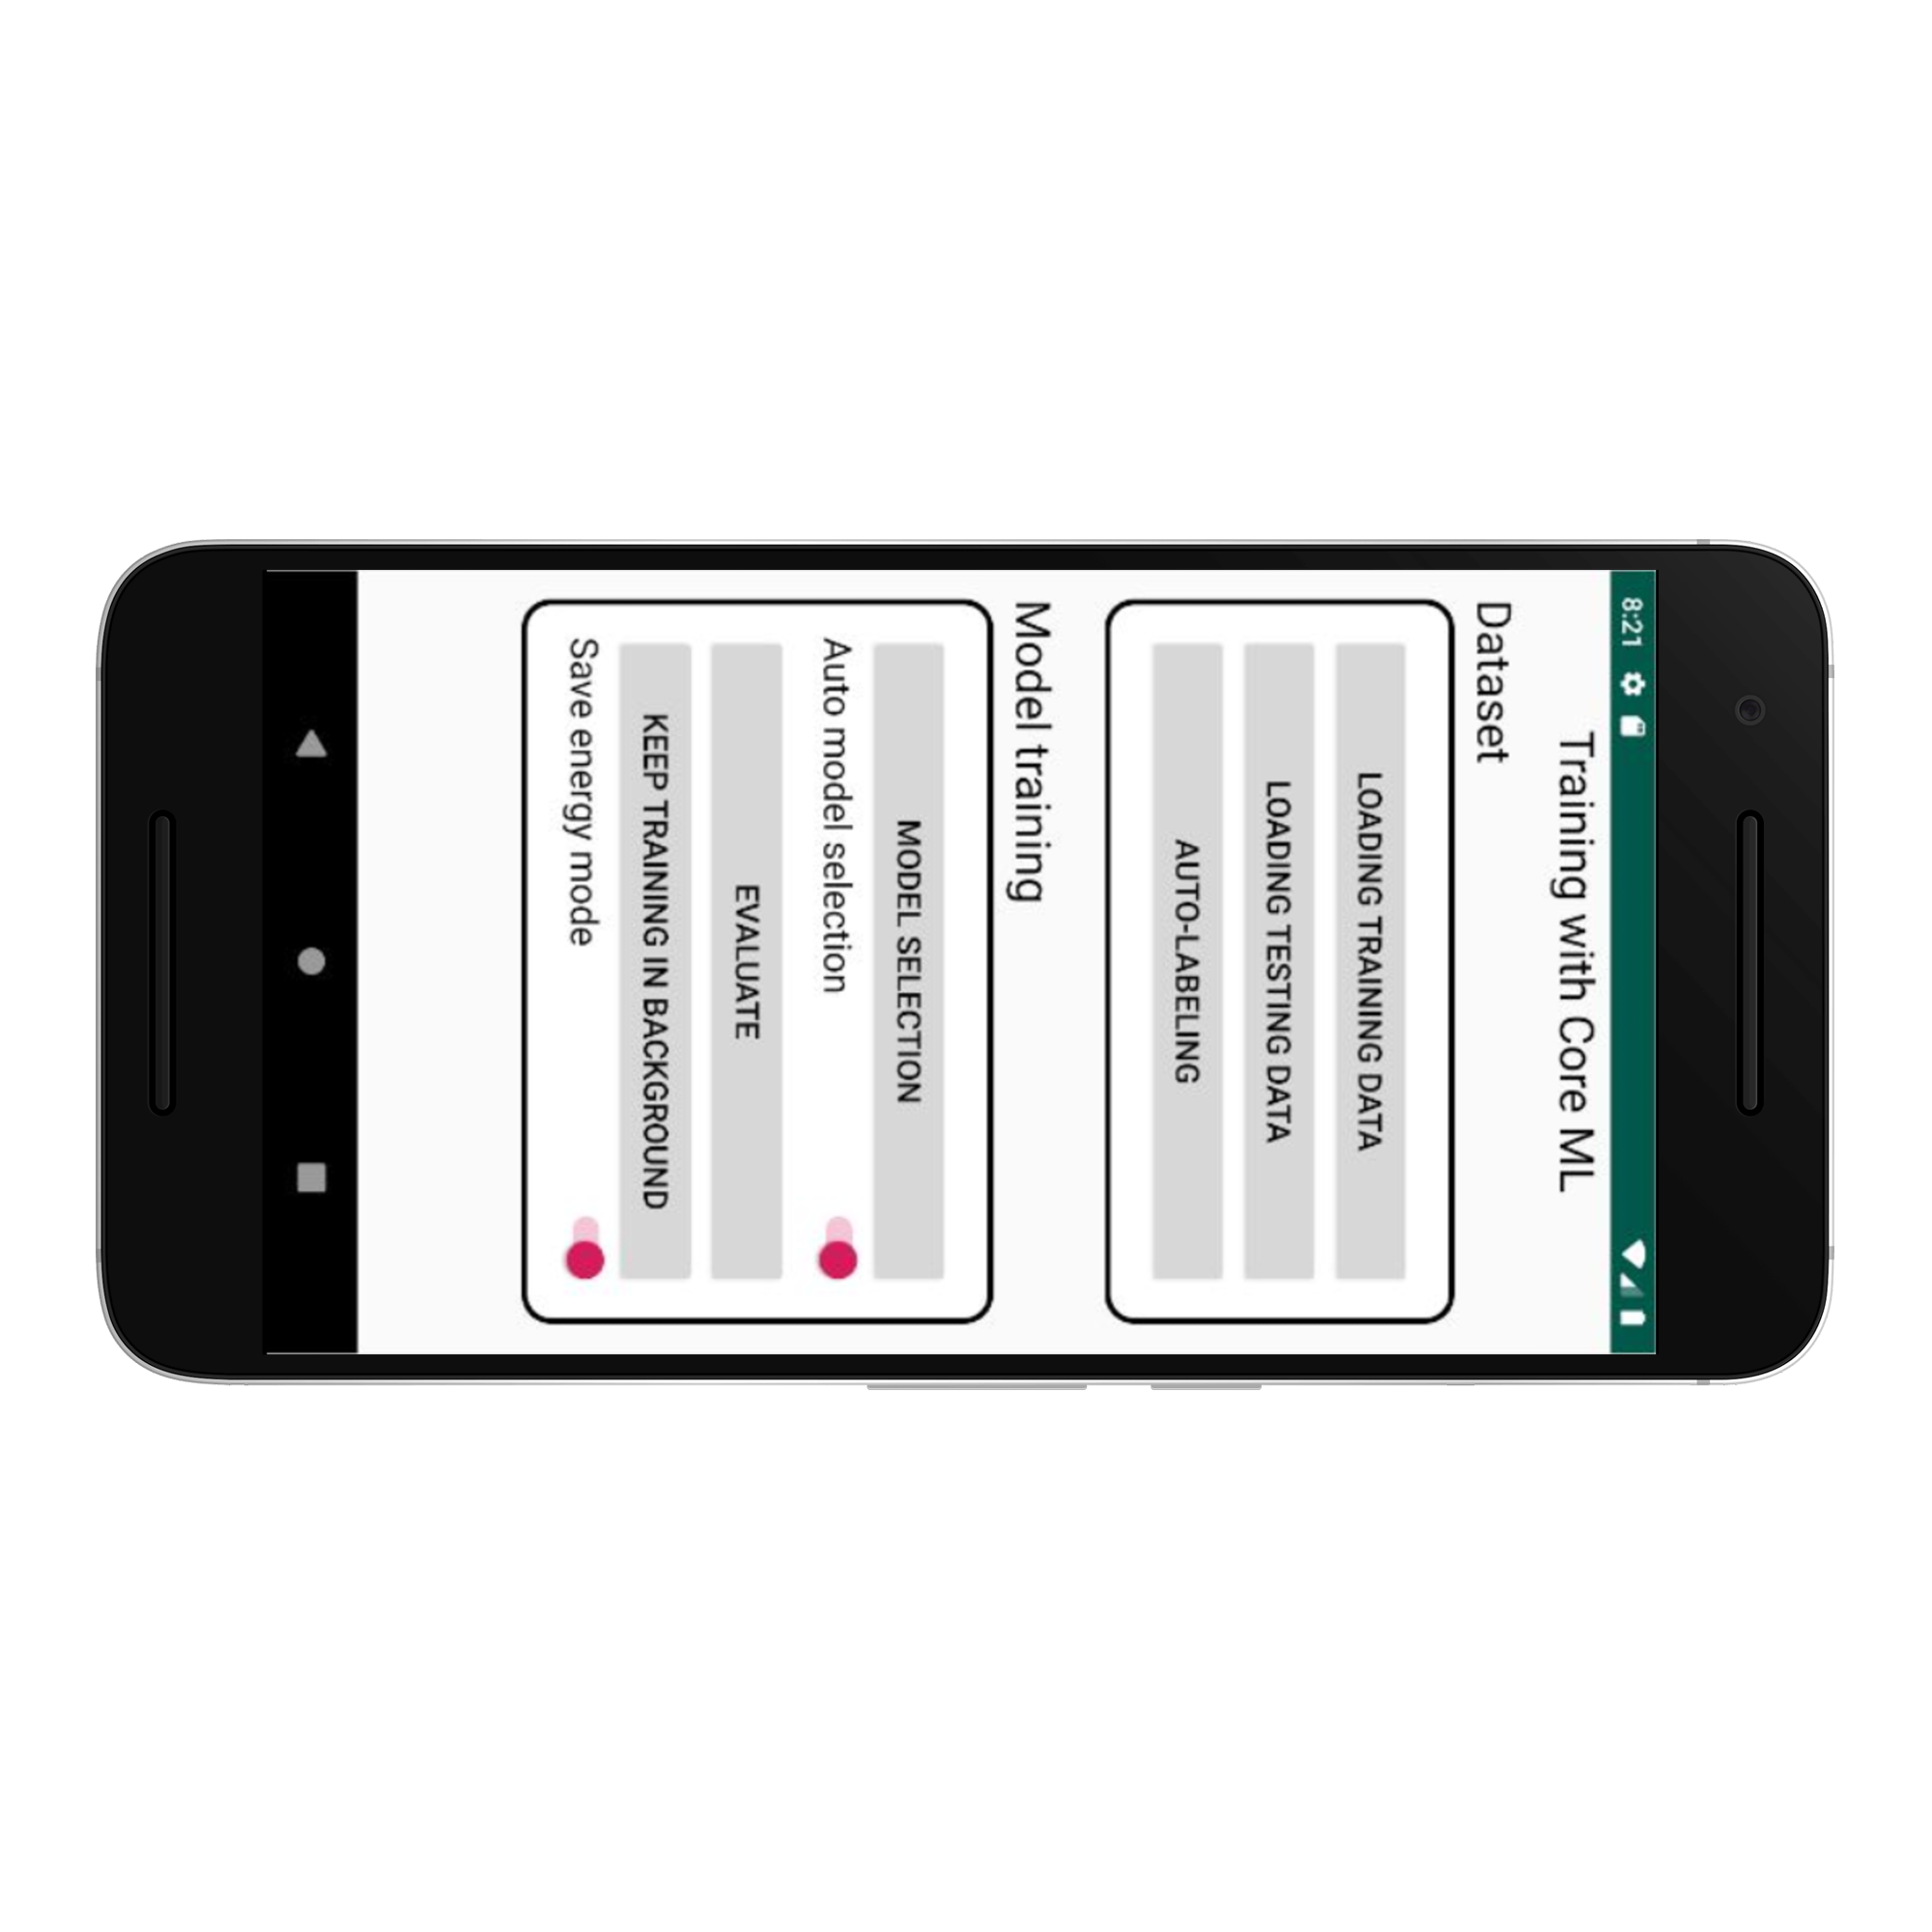 8:21
Training with Core ML
Dataset
LOADING TRAINING DATA
LOADING TESTING DATA
AUTO-LABELING
Model training
MODEL SELECTION
Auto model selection
EVALUATE
KEEP TRAINING IN BACKGROUND
Save energy mode